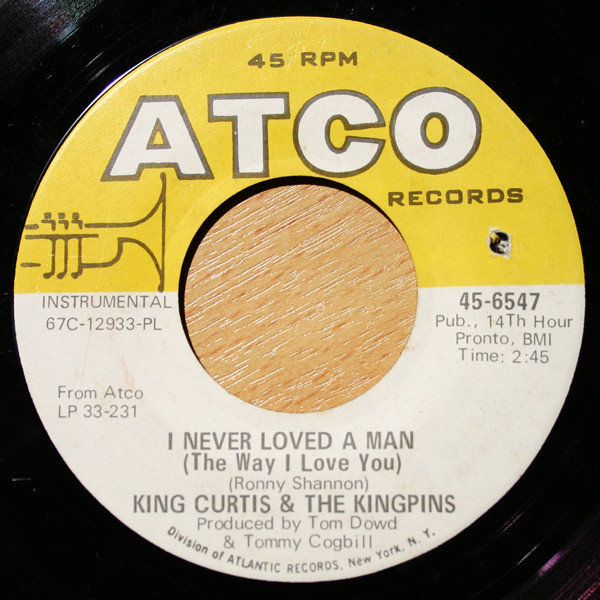 45 RPM
ATCO
RECORDS
INSTRUMENTAL
67C-12933-PL
45-6547
Pub., 14Th Hour
Pronto, BMI
Time: 2:45
From Atco
LP 33-231
I NEVER LOVED A MAN
(The Way I Love You)
(Ronny Shannon)
KING CURTIS & THE KINGPINS
Produced by Tom Dowd
& Tommy Cogbill
Division of ATLANTIC RECORDS, New York, N. Y.